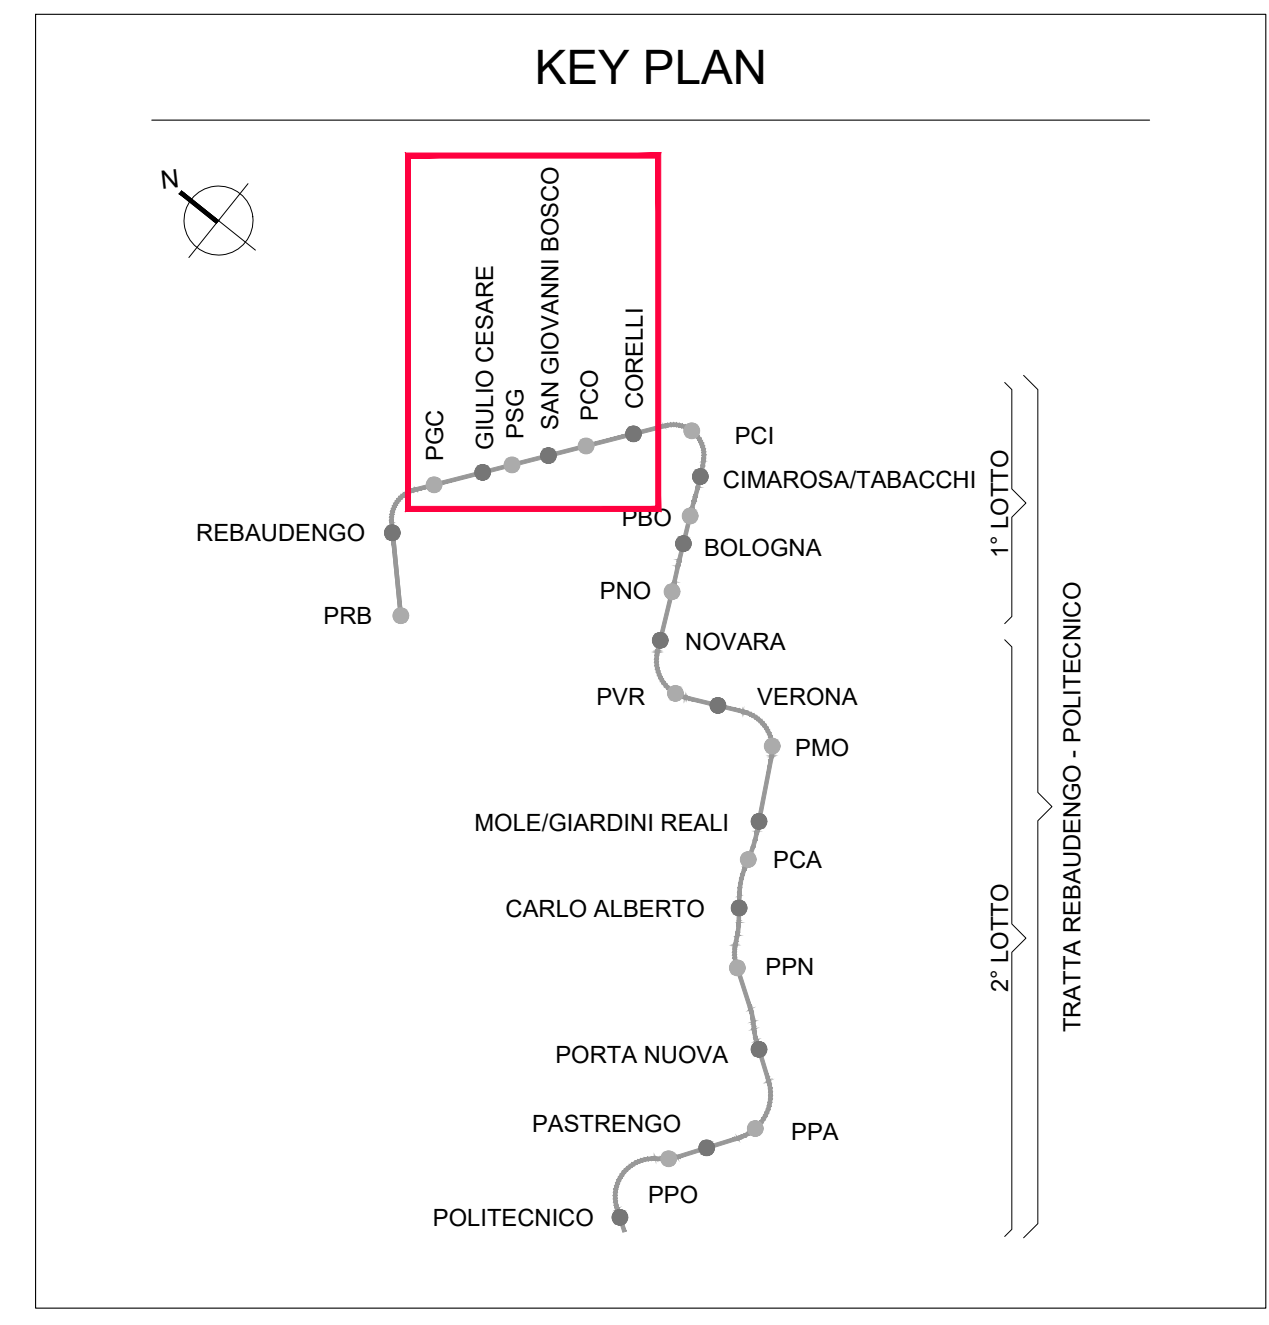 KEY PLAN
N
PGC
GIULIO CESARE
PSG
SAN GIOVANNI BOSCO
PCO
CORELLI
PCI
CIMAROSA/TABACCHI
PBO
REBAUDENGO
BOLOGNA
PNO
PRB
NOVARA
PVR
VERONA
PMO
MOLE/GIARDINI REALI
PCA
CARLO ALBERTO
PPN
PORTA NUOVA
PASTRENGO
PPA
PPO
POLITECNICO
1° LOTTO
2° LOTTO
TRATTA REBAUDENGO - POLITECNICO